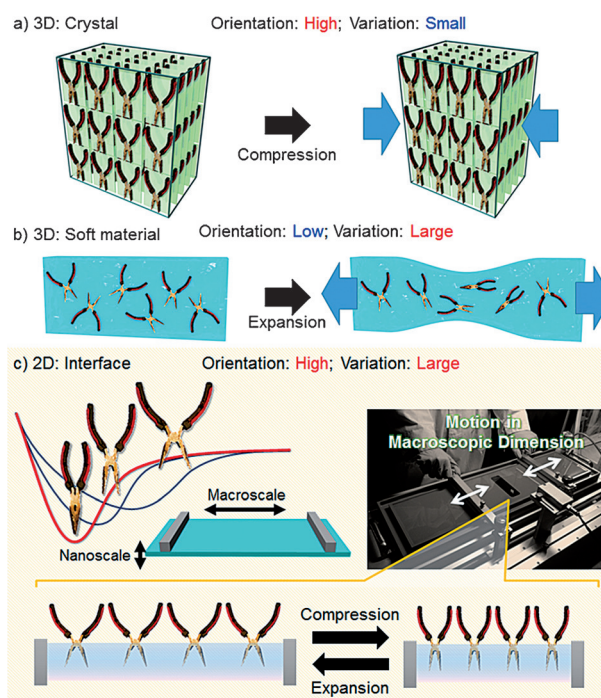 a) 3D: Crystal
Orientation: High; Variation: Small
Compression
b) 3D: Soft material
Orientation: Low; Variation: Large
Expansion
c) 2D: Interface
Orientation: High; Variation: Large
Motion in
Macroscopic Dimension
Macroscale
Nanoscale
Compression
Expansion